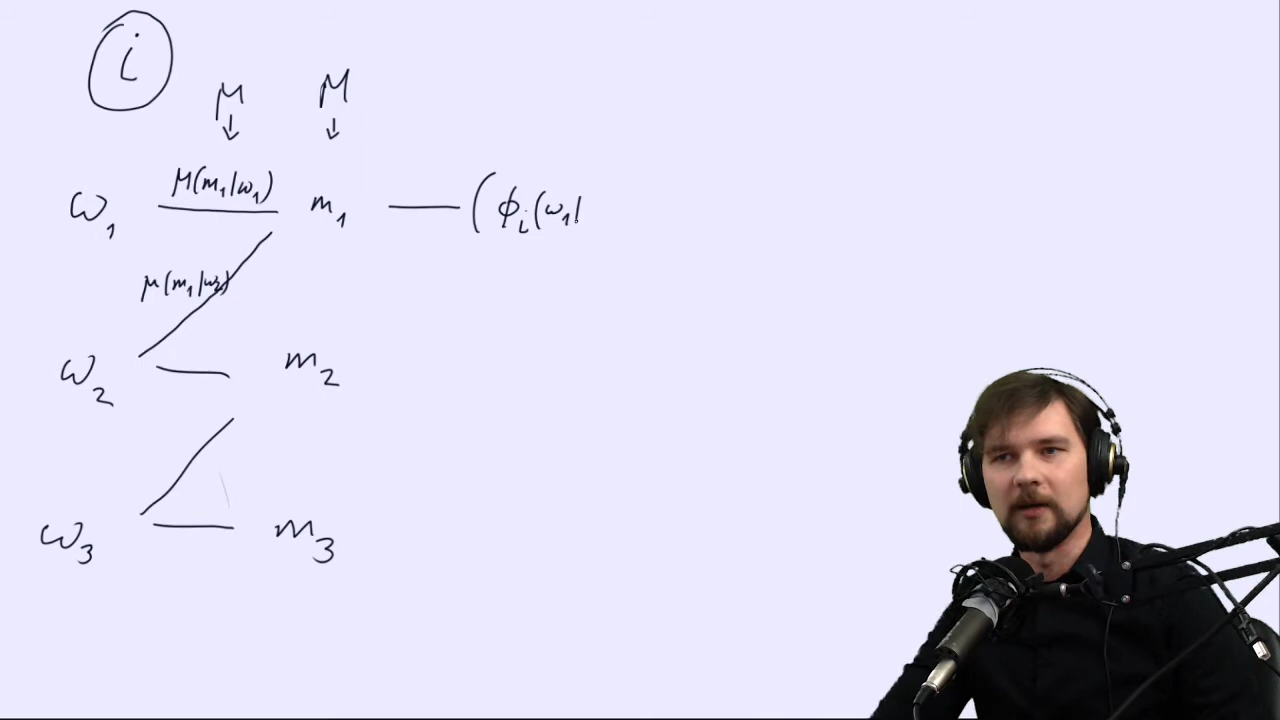 i
μ M
↓ ↓
ω₁ μ(m₁|ω₁) m₁ — (ϕᵢ(ω₁|
μ(m₁|ω₂)
ω₂ m₂
ω₃ m₃